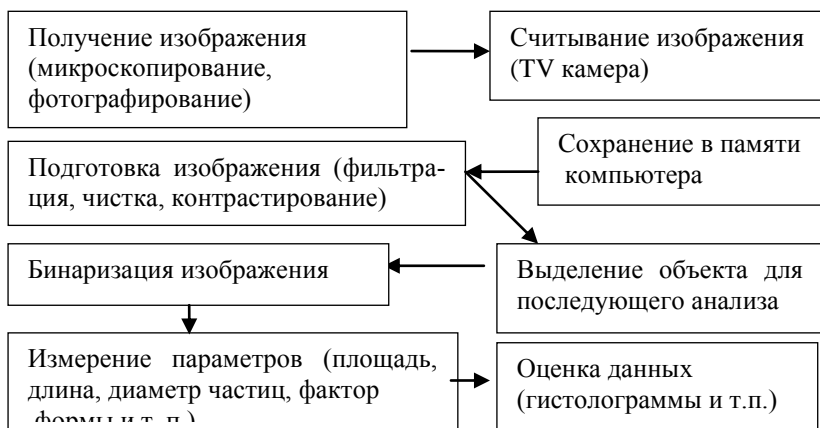 Получение изображения
(микроскопирование,
фотографирование)
Считывание изображения
(TV камера)
Сохранение в памяти
компьютера
Подготовка изображения (фильтра-
ция, чистка, контрастирование)
Выделение объекта для
последующего анализа
Бинаризация изображения
Измерение параметров (площадь,
длина, диаметр частиц, фактор
формы и т. п.)
Оценка данных
(гистолограммы и т.п.)